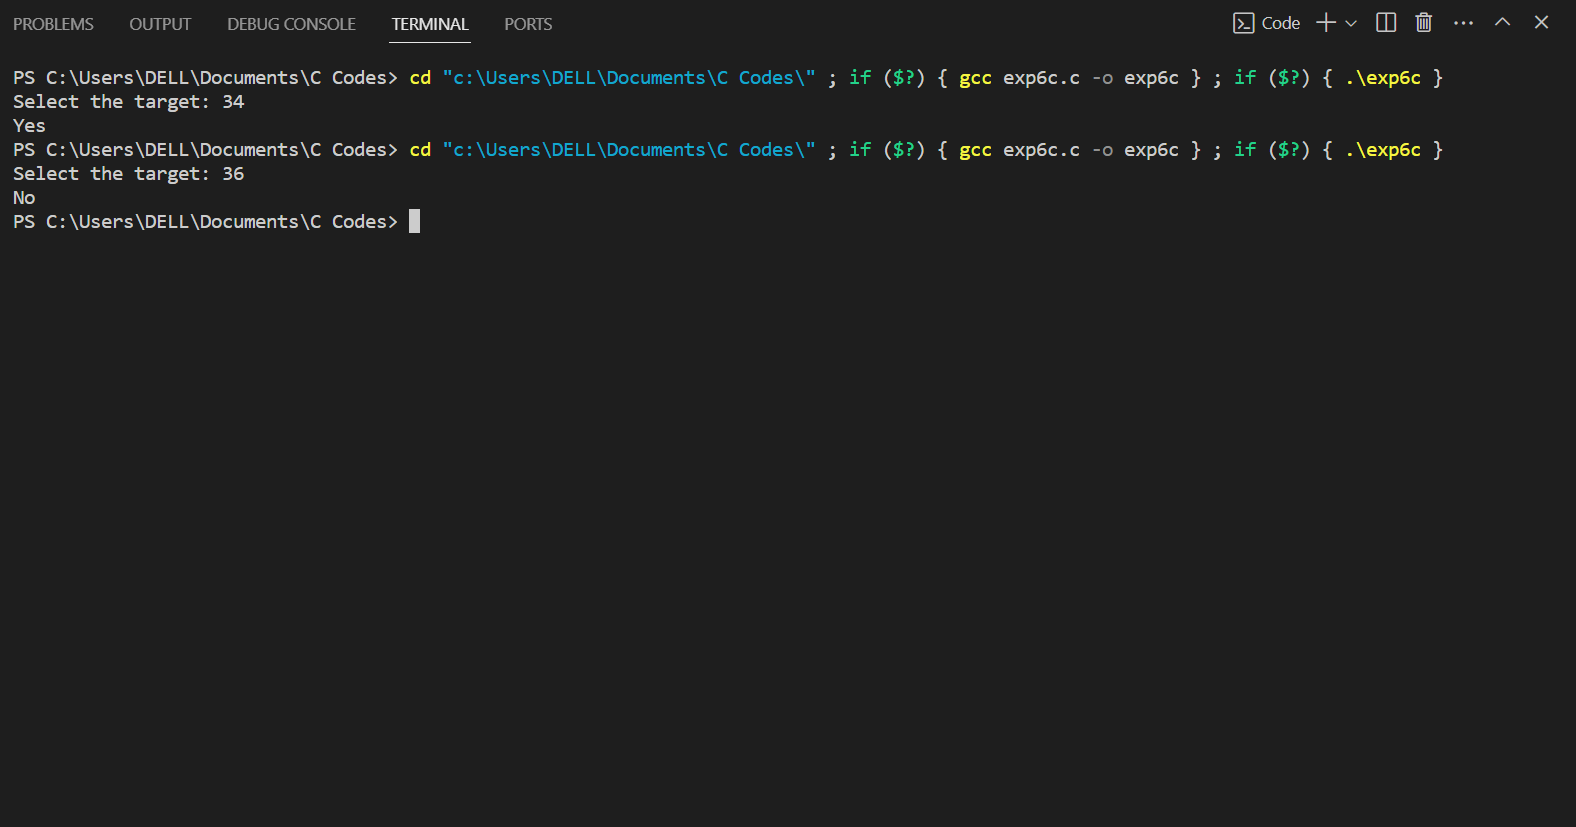 PROBLEMS OUTPUT DEBUG CONSOLE TERMINAL PORTS Code
PS C:\Users\DELL\Documents\C Codes> cd "c:\Users\DELL\Documents\C Codes\" ; if ($?) { gcc exp6c.c -o exp6c } ; if ($?) { .\exp6c }
Select the target: 34
Yes
PS C:\Users\DELL\Documents\C Codes> cd "c:\Users\DELL\Documents\C Codes\" ; if ($?) { gcc exp6c.c -o exp6c } ; if ($?) { .\exp6c }
Select the target: 36
No
PS C:\Users\DELL\Documents\C Codes>